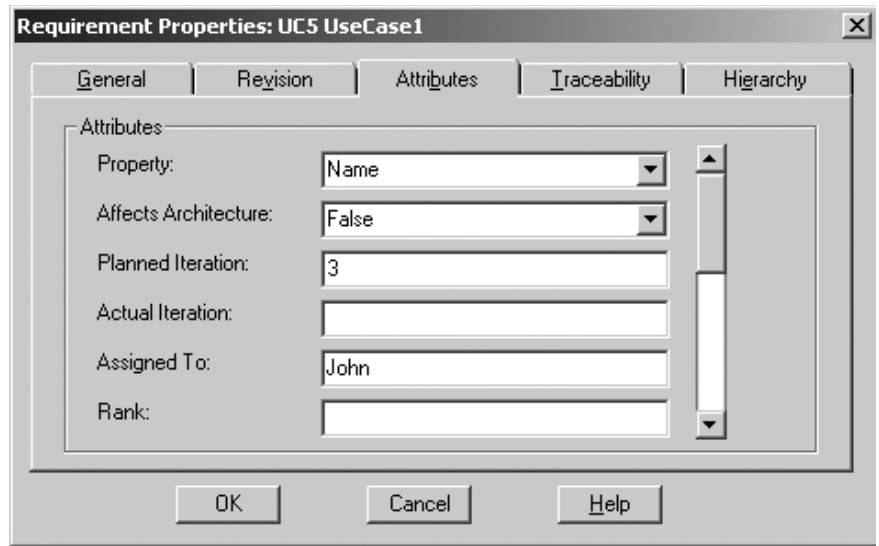 Requirement Properties: UC5 UseCase1
General Revision Attributes Traceability Hierarchy
Attributes
Property: Name
Affects Architecture: False
Planned Iteration: 3
Actual Iteration:
Assigned To: John
Rank:
OK Cancel Help